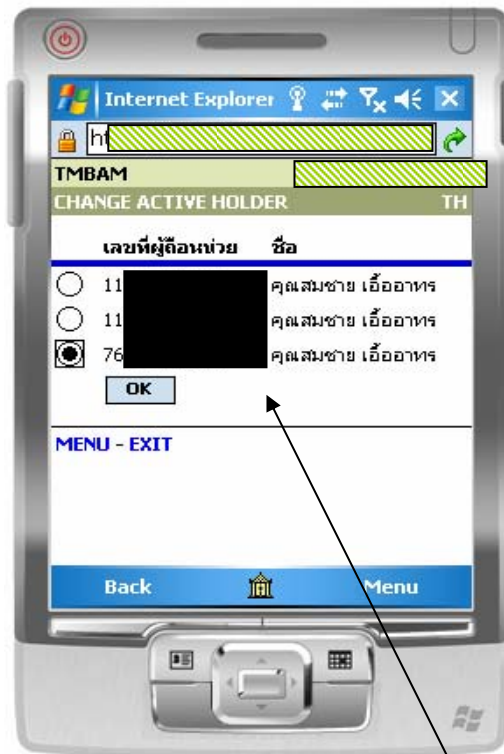 Internet Explorer
ht
TMBAM
CHANGE ACTIVE HOLDER TH
เลขที่ผู้ถือหน่วย ชื่อ
11 คุณสมชาย เอื้ออาทร
11 คุณสมชาย เอื้ออาทร
76 คุณสมชาย เอื้ออาทร
OK
MENU - EXIT
Back Menu